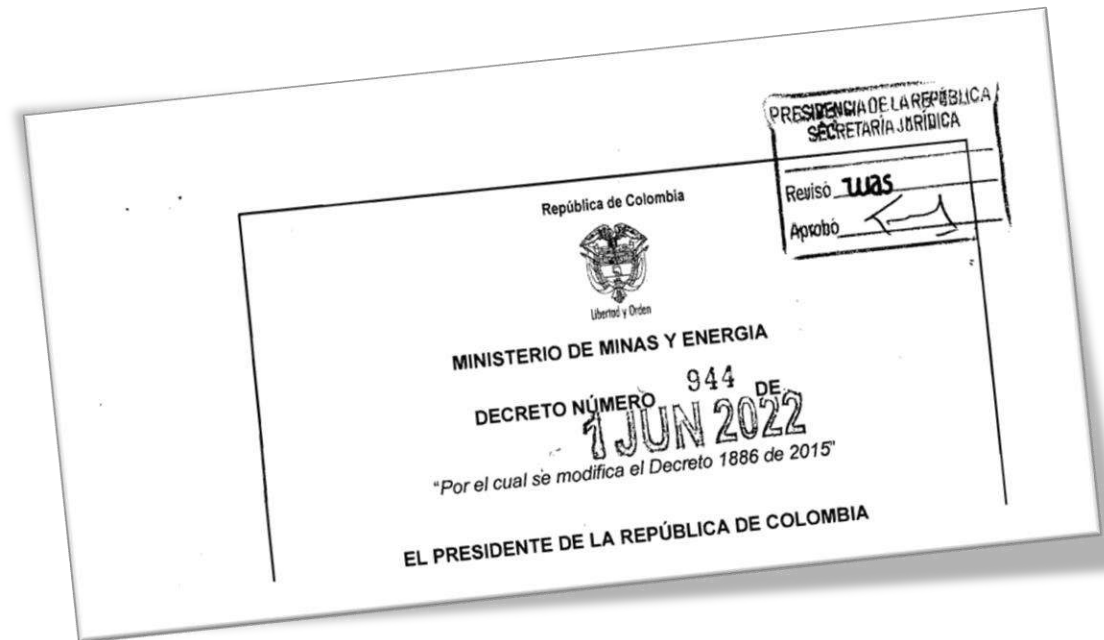 PRESIDENCIA DE LA REPÚBLICA
SECRETARÍA JURÍDICA
Revisó
Aprobó
República de Colombia
Libertad y Orden
MINISTERIO DE MINAS Y ENERGIA
DECRETO NÚMERO 944 DE
1 JUN 2022
"Por el cual se modifica el Decreto 1886 de 2015"
EL PRESIDENTE DE LA REPÚBLICA DE COLOMBIA